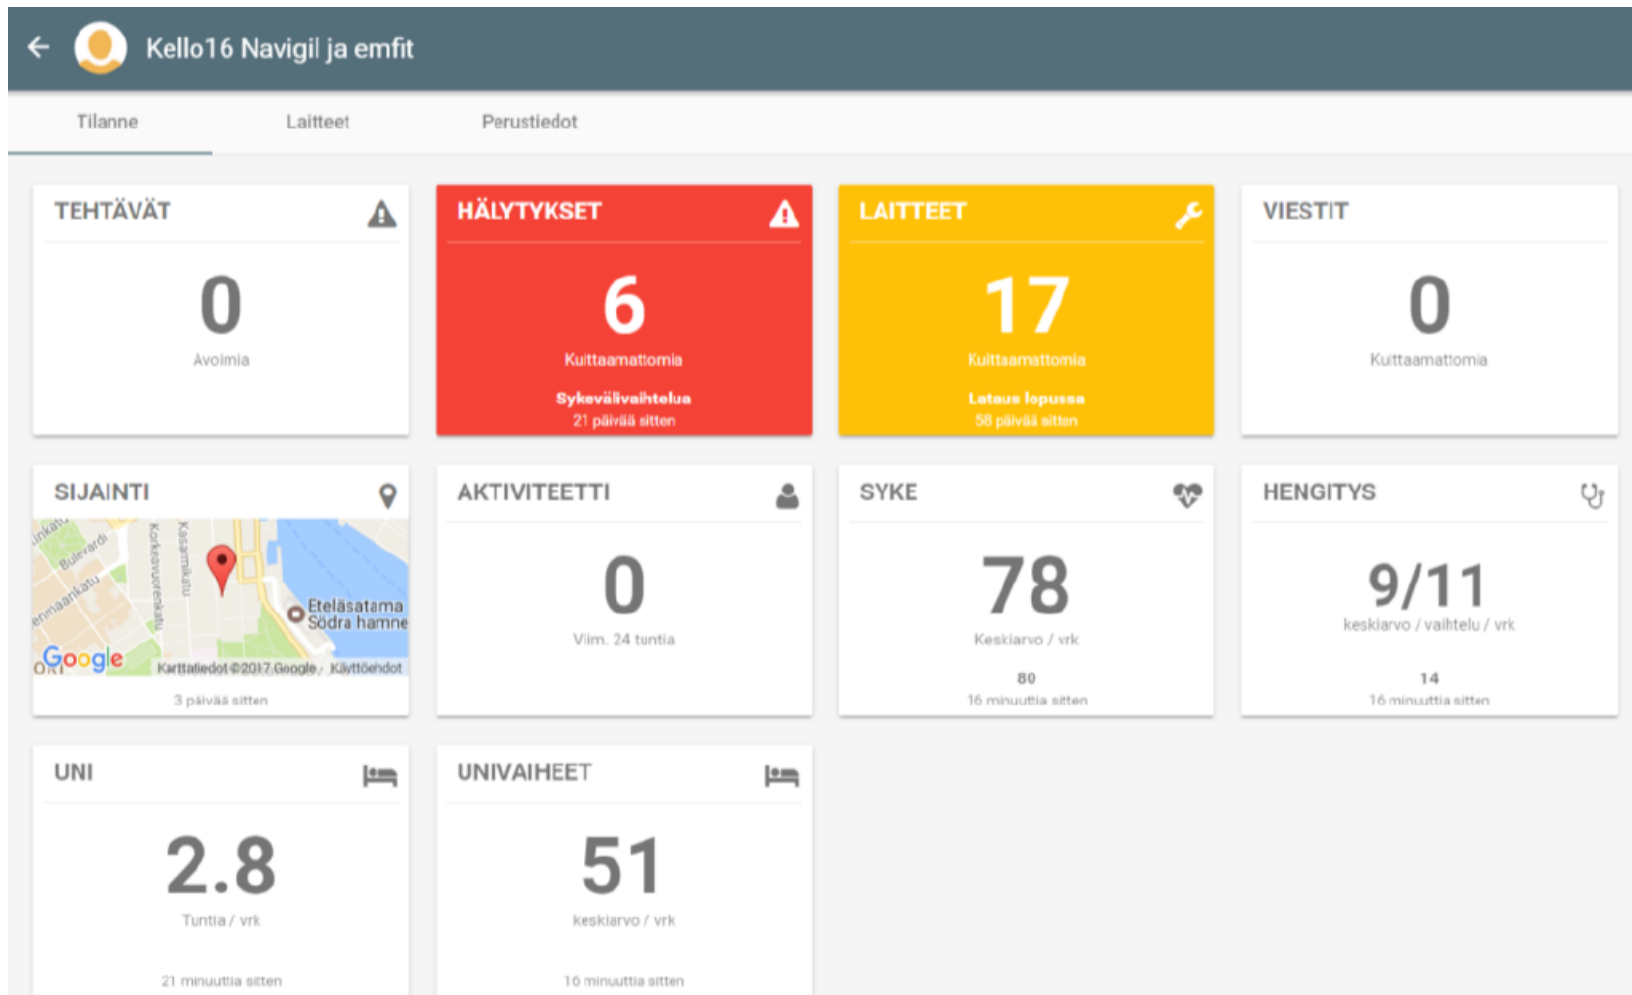 Kello16 Navigil ja emfit
Tilanne
Laitteet
Perustiedot
TEHTÄVÄT
0
Avoimia
HÄLYTYKSET
6
Kuittaamattomia
Sykevälivaihtelua
21 päivää sitten
LAITTEET
17
Kuittaamattomia
Lataus lopussa
58 päivää sitten
VIESTIT
0
Kuittaamattomia
SIJAINTI
Bulevardi
Korkeavuorenkatu
Kasarmikatu
Eteläsatama
Södra hamne
Google
Karttatiedot ©2017 Google
Käyttöehdot
3 päivää sitten
AKTIVITEETTI
0
Viim. 24 tuntia
SYKE
78
Keskiarvo / vrk
80
16 minuuttia sitten
HENGITYS
9/11
keskiarvo / vaihtelu / vrk
14
16 minuuttia sitten
UNI
2.8
Tuntia / vrk
21 minuuttia sitten
UNIVAIHEET
51
keskiarvo / vrk
16 minuuttia sitten